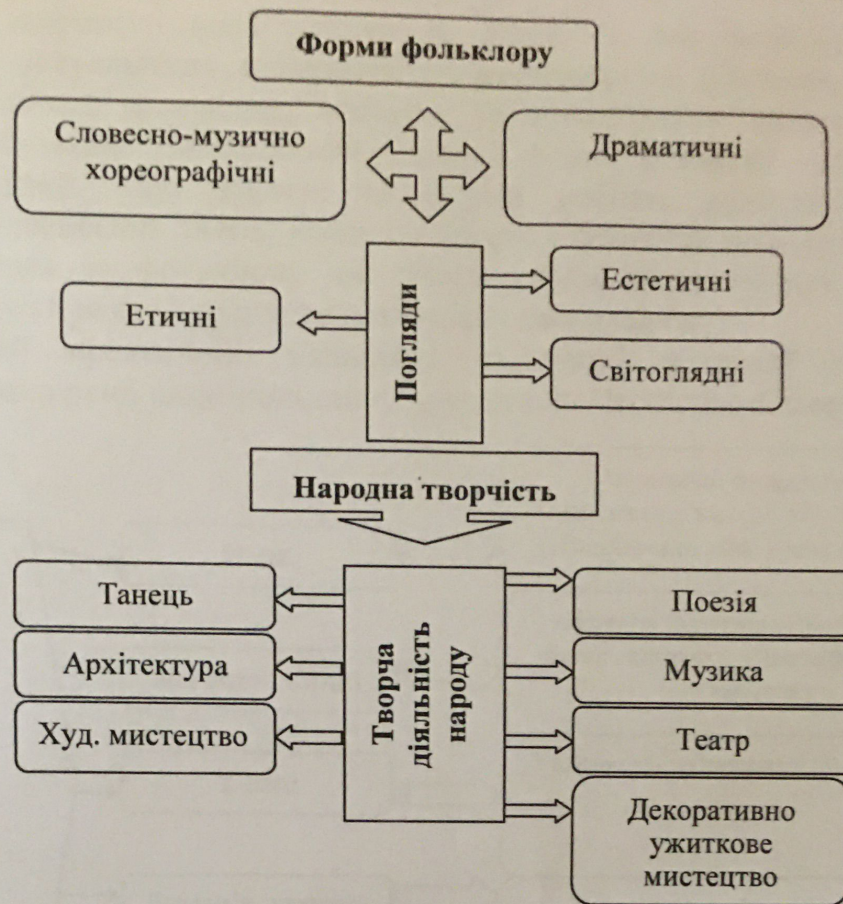 Форми фольклору
Словесно-музично
хореографічні
Драматичні
Погляди
Етичні
Естетичні
Світоглядні
Народна творчість
Творча
діяльність
народу
Танець
Архітектура
Худ. мистецтво
Поезія
Музика
Театр
Декоративно
ужиткове
мистецтво